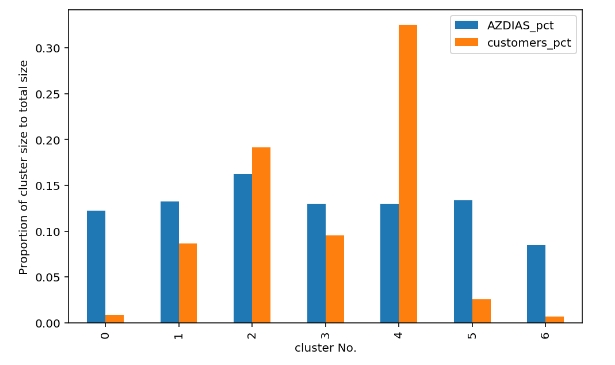 AZDIAS_pct
customers_pct
Proportion of cluster size to total size
0.30
0.25
0.20
0.15
0.10
0.05
0.00
0 1 2 3 4 5 6
cluster No.